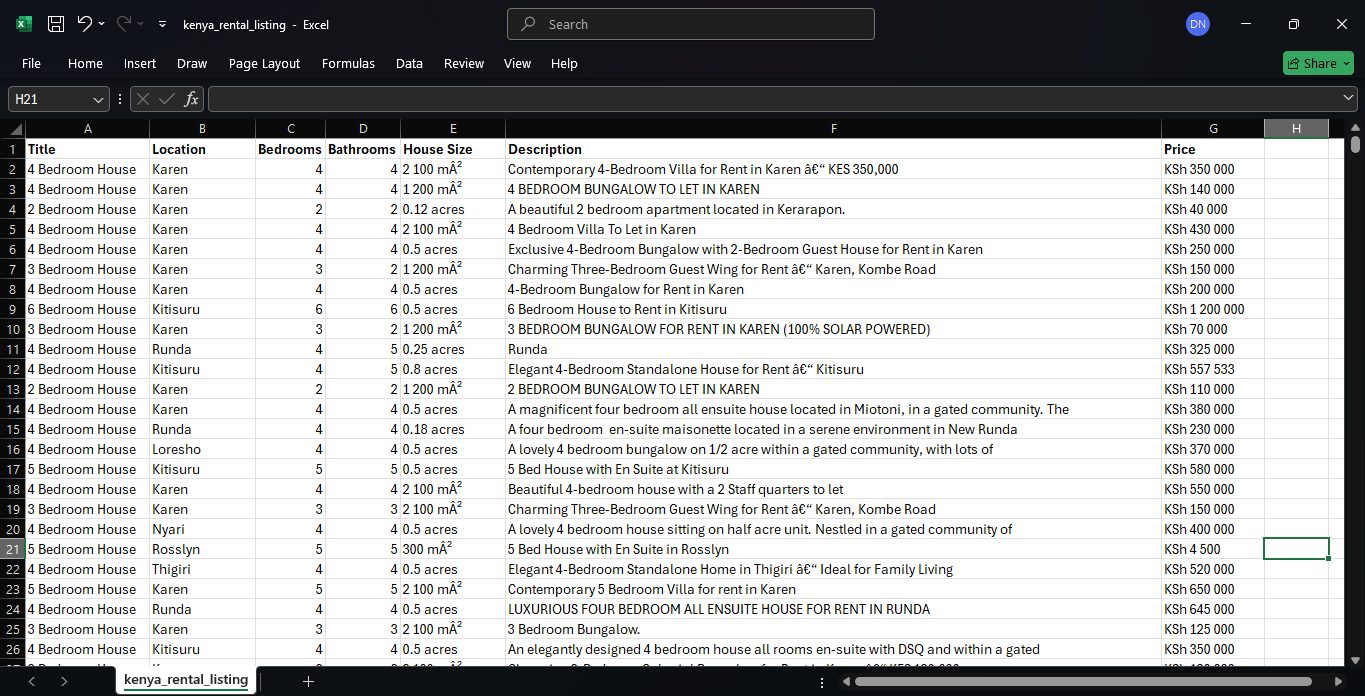 kenya_rental_listing - Excel
Search
DN
File Home Insert Draw Page Layout Formulas Data Review View Help
Share
H21
fx
A B C D E F G H
1 Title Location Bedrooms Bathrooms House Size Description Price
2 4 Bedroom House Karen 4 4 2 100 mÂ² Contemporary 4-Bedroom Villa for Rent in Karen â€“ KES 350,000 KSh 350 000
3 4 Bedroom House Karen 4 4 1 200 mÂ² 4 BEDROOM BUNGALOW TO LET IN KAREN KSh 140 000
4 2 Bedroom House Karen 2 2 0.12 acres A beautiful 2 bedroom apartment located in Kerarapon. KSh 40 000
5 4 Bedroom House Karen 4 4 2 100 mÂ² 4 Bedroom Villa To Let in Karen KSh 430 000
6 4 Bedroom House Karen 4 4 0.5 acres Exclusive 4-Bedroom Bungalow with 2-Bedroom Guest House for Rent in Karen KSh 250 000
7 3 Bedroom House Karen 3 2 1 200 mÂ² Charming Three-Bedroom Guest Wing for Rent â€“ Karen, Kombe Road KSh 150 000
8 4 Bedroom House Karen 4 4 0.5 acres 4-Bedroom Bungalow for Rent in Karen KSh 200 000
9 6 Bedroom House Kitisuru 6 6 0.5 acres 6 Bedroom House to Rent in Kitisuru KSh 1 200 000
10 3 Bedroom House Karen 3 2 1 200 mÂ² 3 BEDROOM BUNGALOW FOR RENT IN KAREN (100% SOLAR POWERED) KSh 70 000
11 4 Bedroom House Runda 4 5 0.25 acres Runda KSh 325 000
12 4 Bedroom House Kitisuru 4 5 0.8 acres Elegant 4-Bedroom Standalone House for Rent â€“ Kitisuru KSh 557 533
13 2 Bedroom House Karen 2 2 1 200 mÂ² 2 BEDROOM BUNGALOW TO LET IN KAREN KSh 110 000
14 4 Bedroom House Karen 4 4 0.5 acres A magnificent four bedroom all ensuite house located in Miotoni, in a gated community. The KSh 380 000
15 4 Bedroom House Runda 4 4 0.18 acres A four bedroom  en-suite maisonette located in a serene environment in New Runda KSh 230 000
16 4 Bedroom House Loresho 4 4 0.5 acres A lovely 4 bedroom bungalow on 1/2 acre within a gated community, with lots of KSh 370 000
17 5 Bedroom House Kitisuru 5 5 0.5 acres 5 Bed House with En Suite at Kitisuru KSh 580 000
18 4 Bedroom House Karen 4 4 2 100 mÂ² Beautiful 4-bedroom house with a 2 Staff quarters to let KSh 550 000
19 3 Bedroom House Karen 3 3 2 100 mÂ² Charming Three-Bedroom Guest Wing for Rent â€“ Karen, Kombe Road KSh 150 000
20 4 Bedroom House Nyari 4 4 0.5 acres A lovely 4 bedroom house sitting on half acre unit. Nestled in a gated community of KSh 400 000
21 5 Bedroom House Rosslyn 5 5 300 mÂ² 5 Bed House with En Suite in Rosslyn KSh 4 500
22 4 Bedroom House Thigiri 4 4 0.5 acres Elegant 4-Bedroom Standalone Home in Thigiri â€“ Ideal for Family Living KSh 520 000
23 5 Bedroom House Karen 5 5 2 100 mÂ² Contemporary 5 Bedroom Villa for rent in Karen KSh 650 000
24 4 Bedroom House Runda 4 4 0.5 acres LUXURIOUS FOUR BEDROOM ALL ENSUITE HOUSE FOR RENT IN RUNDA KSh 645 000
25 3 Bedroom House Karen 3 3 2 100 mÂ² 3 Bedroom Bungalow. KSh 125 000
26 4 Bedroom House Kitisuru 4 4 0.5 acres An elegantly designed 4 bedroom house all rooms en-suite with DSQ and within a gated KSh 350 000
kenya_rental_listing